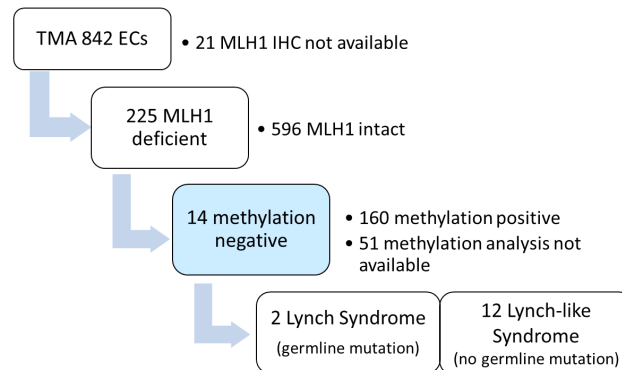 TMA 842 ECs
• 21 MLH1 IHC not available
225 MLH1
deficient
• 596 MLH1 intact
14 methylation
negative
• 160 methylation positive
• 51 methylation analysis not
available
2 Lynch Syndrome
(germline mutation)
12 Lynch-like
Syndrome
(no germline mutation)